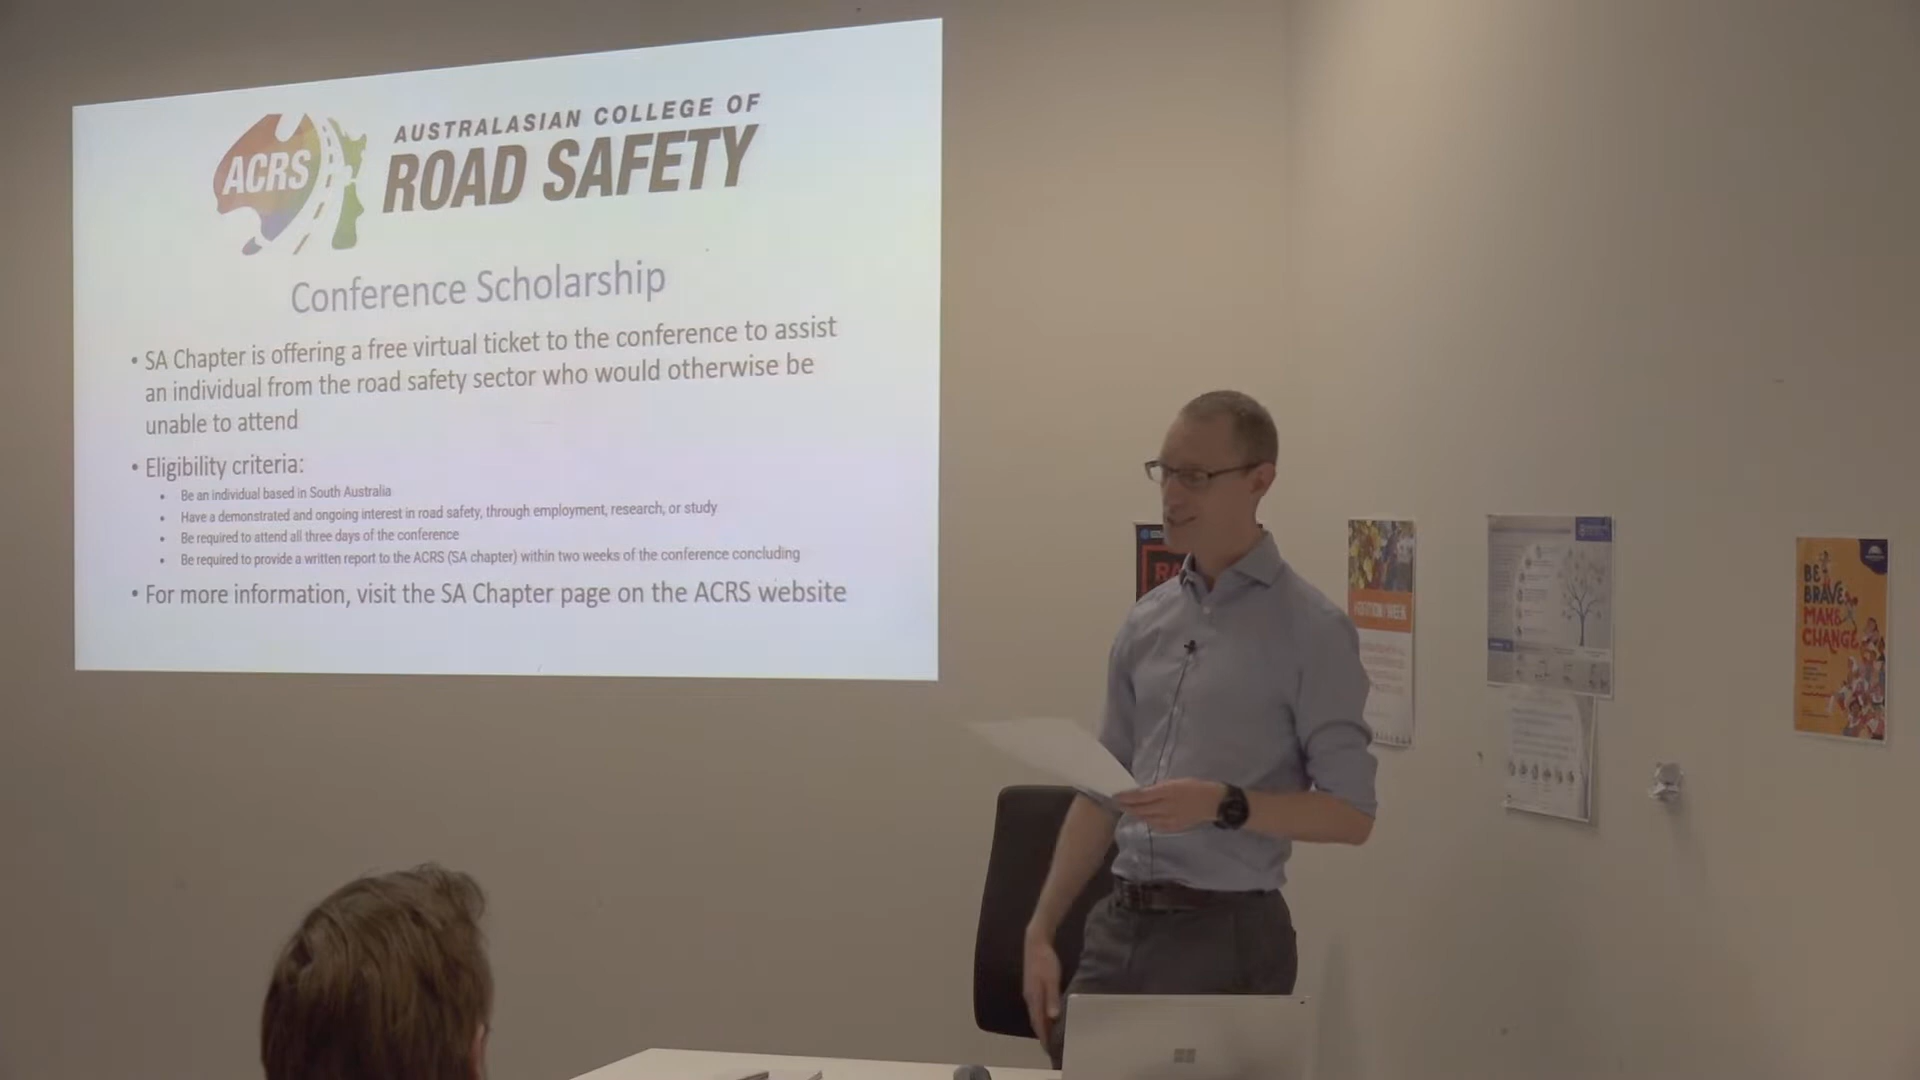 AUSTRALASIAN COLLEGE OF
ACRS
ROAD SAFETY
Conference Scholarship
• SA Chapter is offering a free virtual ticket to the conference to assist
an individual from the road safety sector who would otherwise be
unable to attend
• Eligibility criteria:
• Be an individual based in South Australia
• Have a demonstrated and ongoing interest in road safety, through employment, research, or study
• Be required to attend all three days of the conference
• Be required to provide a written report to the ACRS (SA chapter) within two weeks of the conference concluding
• For more information, visit the SA Chapter page on the ACRS website
BE
BRAVE
MAKE
CHANGE